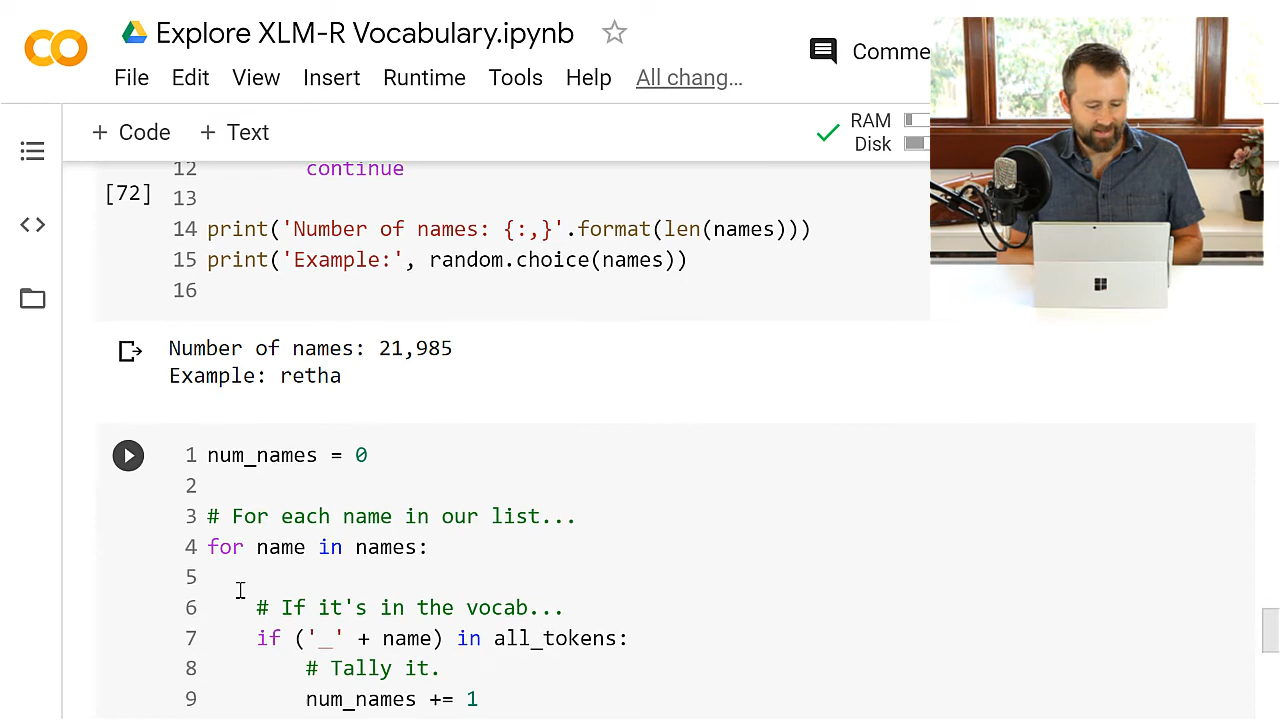 Explore XLM-R Vocabulary.ipynb
File Edit View Insert Runtime Tools Help All chang...
Comme
+ Code + Text
RAM
Disk
12 continue
[72]
13
14 print('Number of names: {:,}'.format(len(names)))
15 print('Example:', random.choice(names))
16
Number of names: 21,985
Example: retha
1 num_names = 0
2
3 # For each name in our list...
4 for name in names:
5
6 # If it's in the vocab...
7 if ('_' + name) in all_tokens:
8 # Tally it.
9 num_names += 1